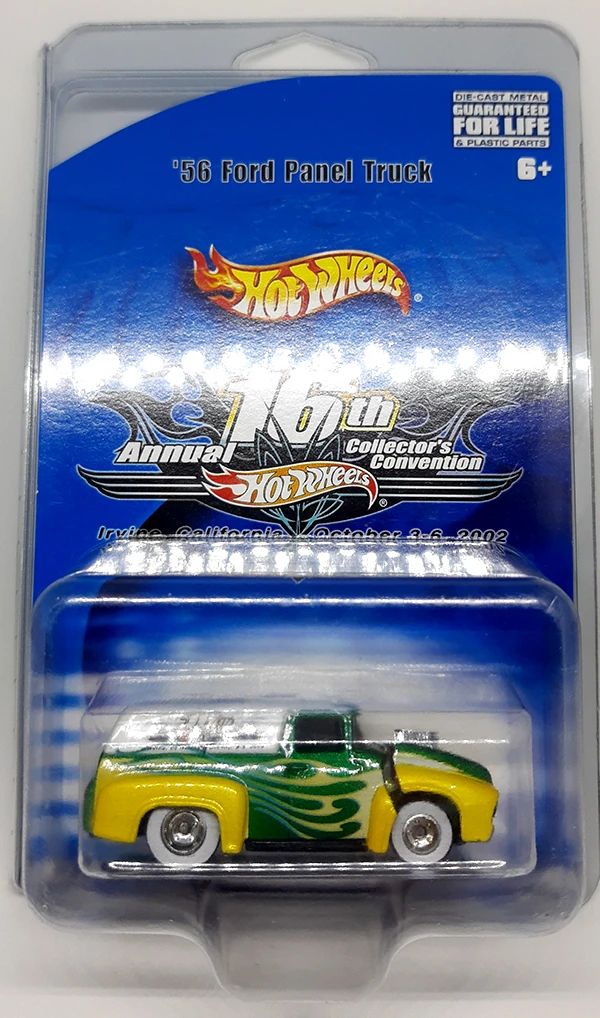 DIE-CAST METAL
GUARANTEED
FOR LIFE
& PLASTIC PARTS
6+
'56 Ford Panel Truck
HOT WHEELS ®
16th
Annual
Collector's
Convention
HOT WHEELS ®
Irvine, California October 3-6, 2002